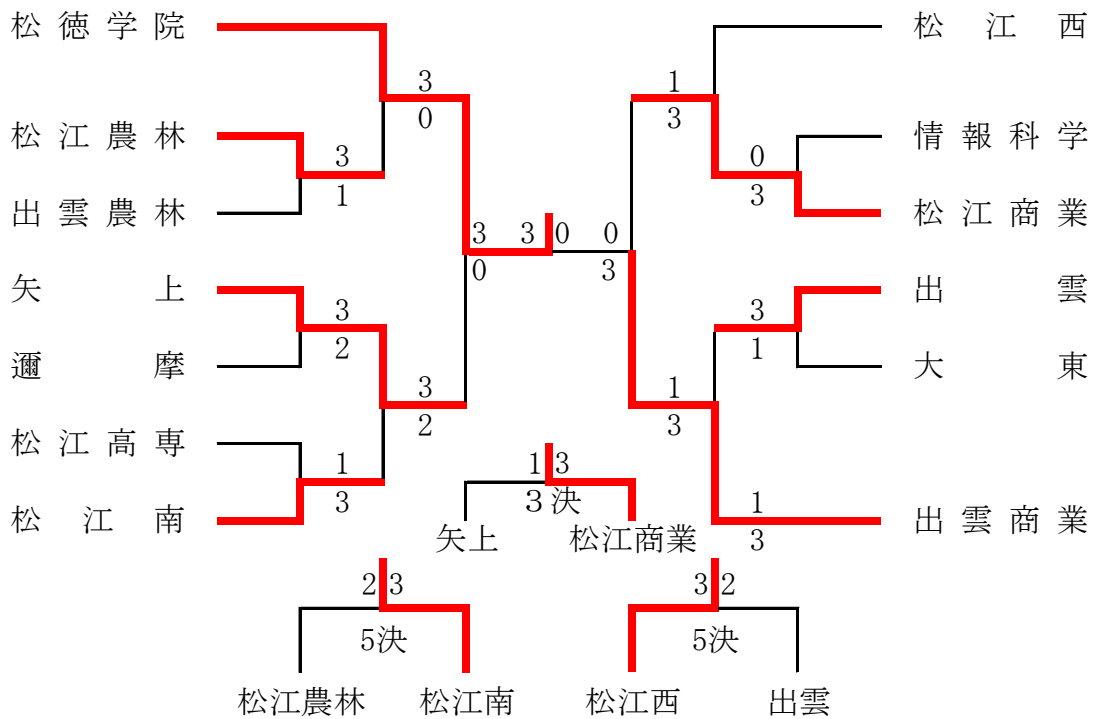 松徳学院 松江西
3 1
0 3
松江農林 情報科学
3 0
1 3
出雲農林 松江商業
3 3 0 0
0 3
矢上 出雲
3 3
2 1
邇摩 大東
3 1
2 3
松江高専
1 1 3
3 3決
松江南 1 出雲商業
矢上 松江商業 3
2 3 3 2
5決 5決
松江農林 松江南 松江西 出雲